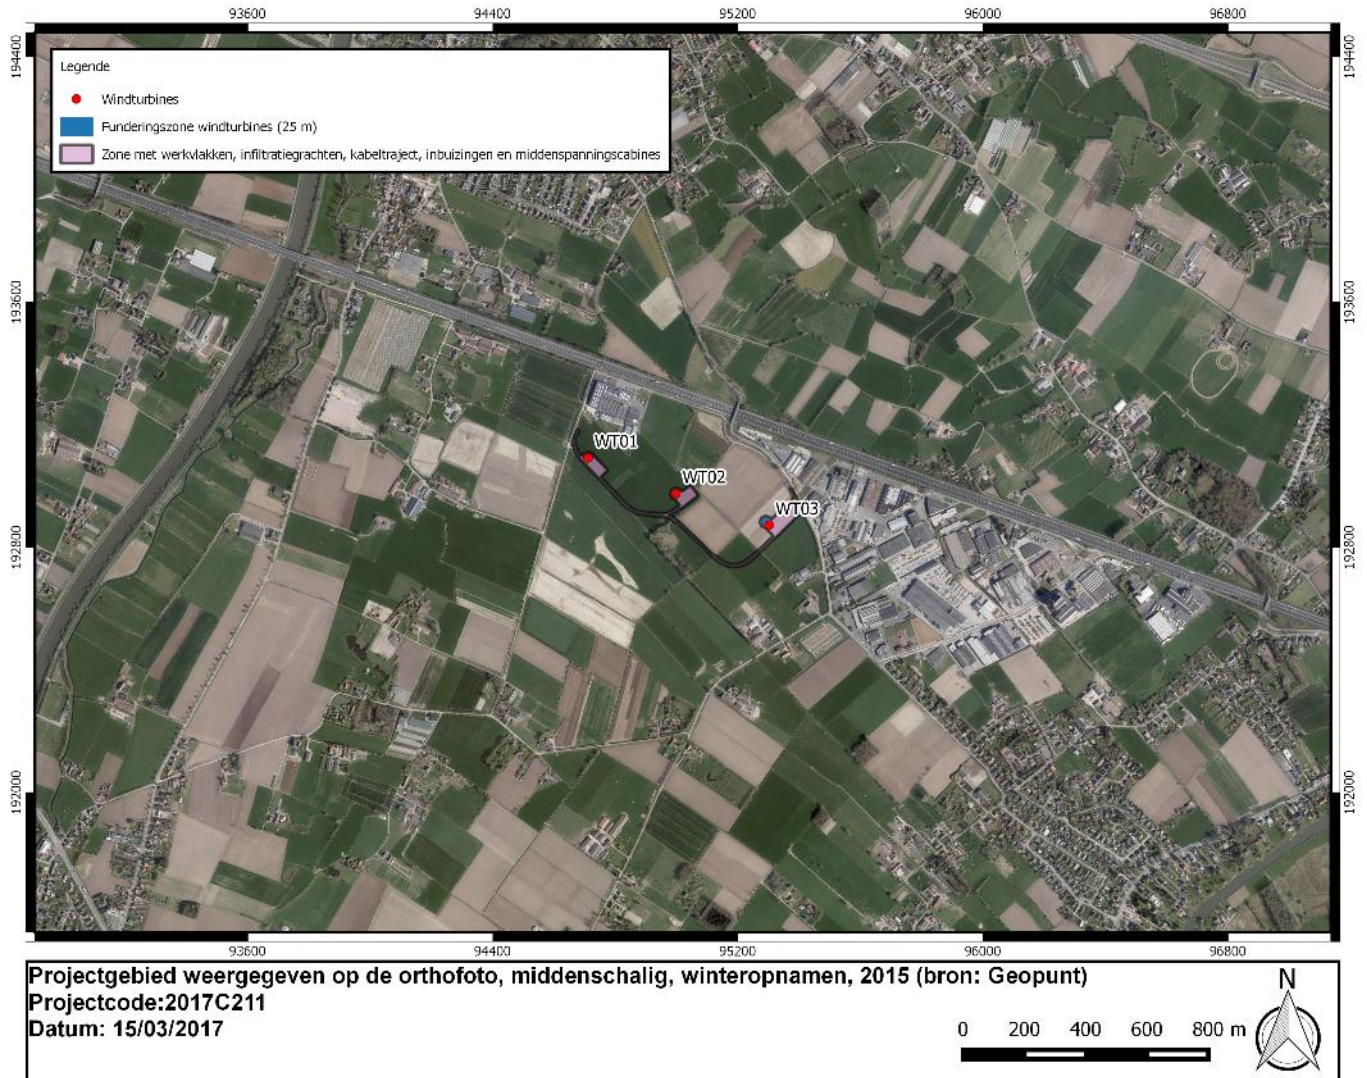 93600 94400 95200 96000 96800
194400 194400
Legende
Windturbines
Funderingszone windturbines (25 m)
Zone met werkvlakken, infiltratiegrachten, kabeltraject, inbuizingen en middenspanningscabines
193600 193600
WT01
WT02
WT03
192800 192800
192000 192000
93600 94400 95200 96000 96800
Projectgebied weergegeven op de orthofoto, middenschalig, winteropnamen, 2015 (bron: Geopunt)
Projectcode:2017C211
Datum: 15/03/2017
0 200 400 600 800 m
N